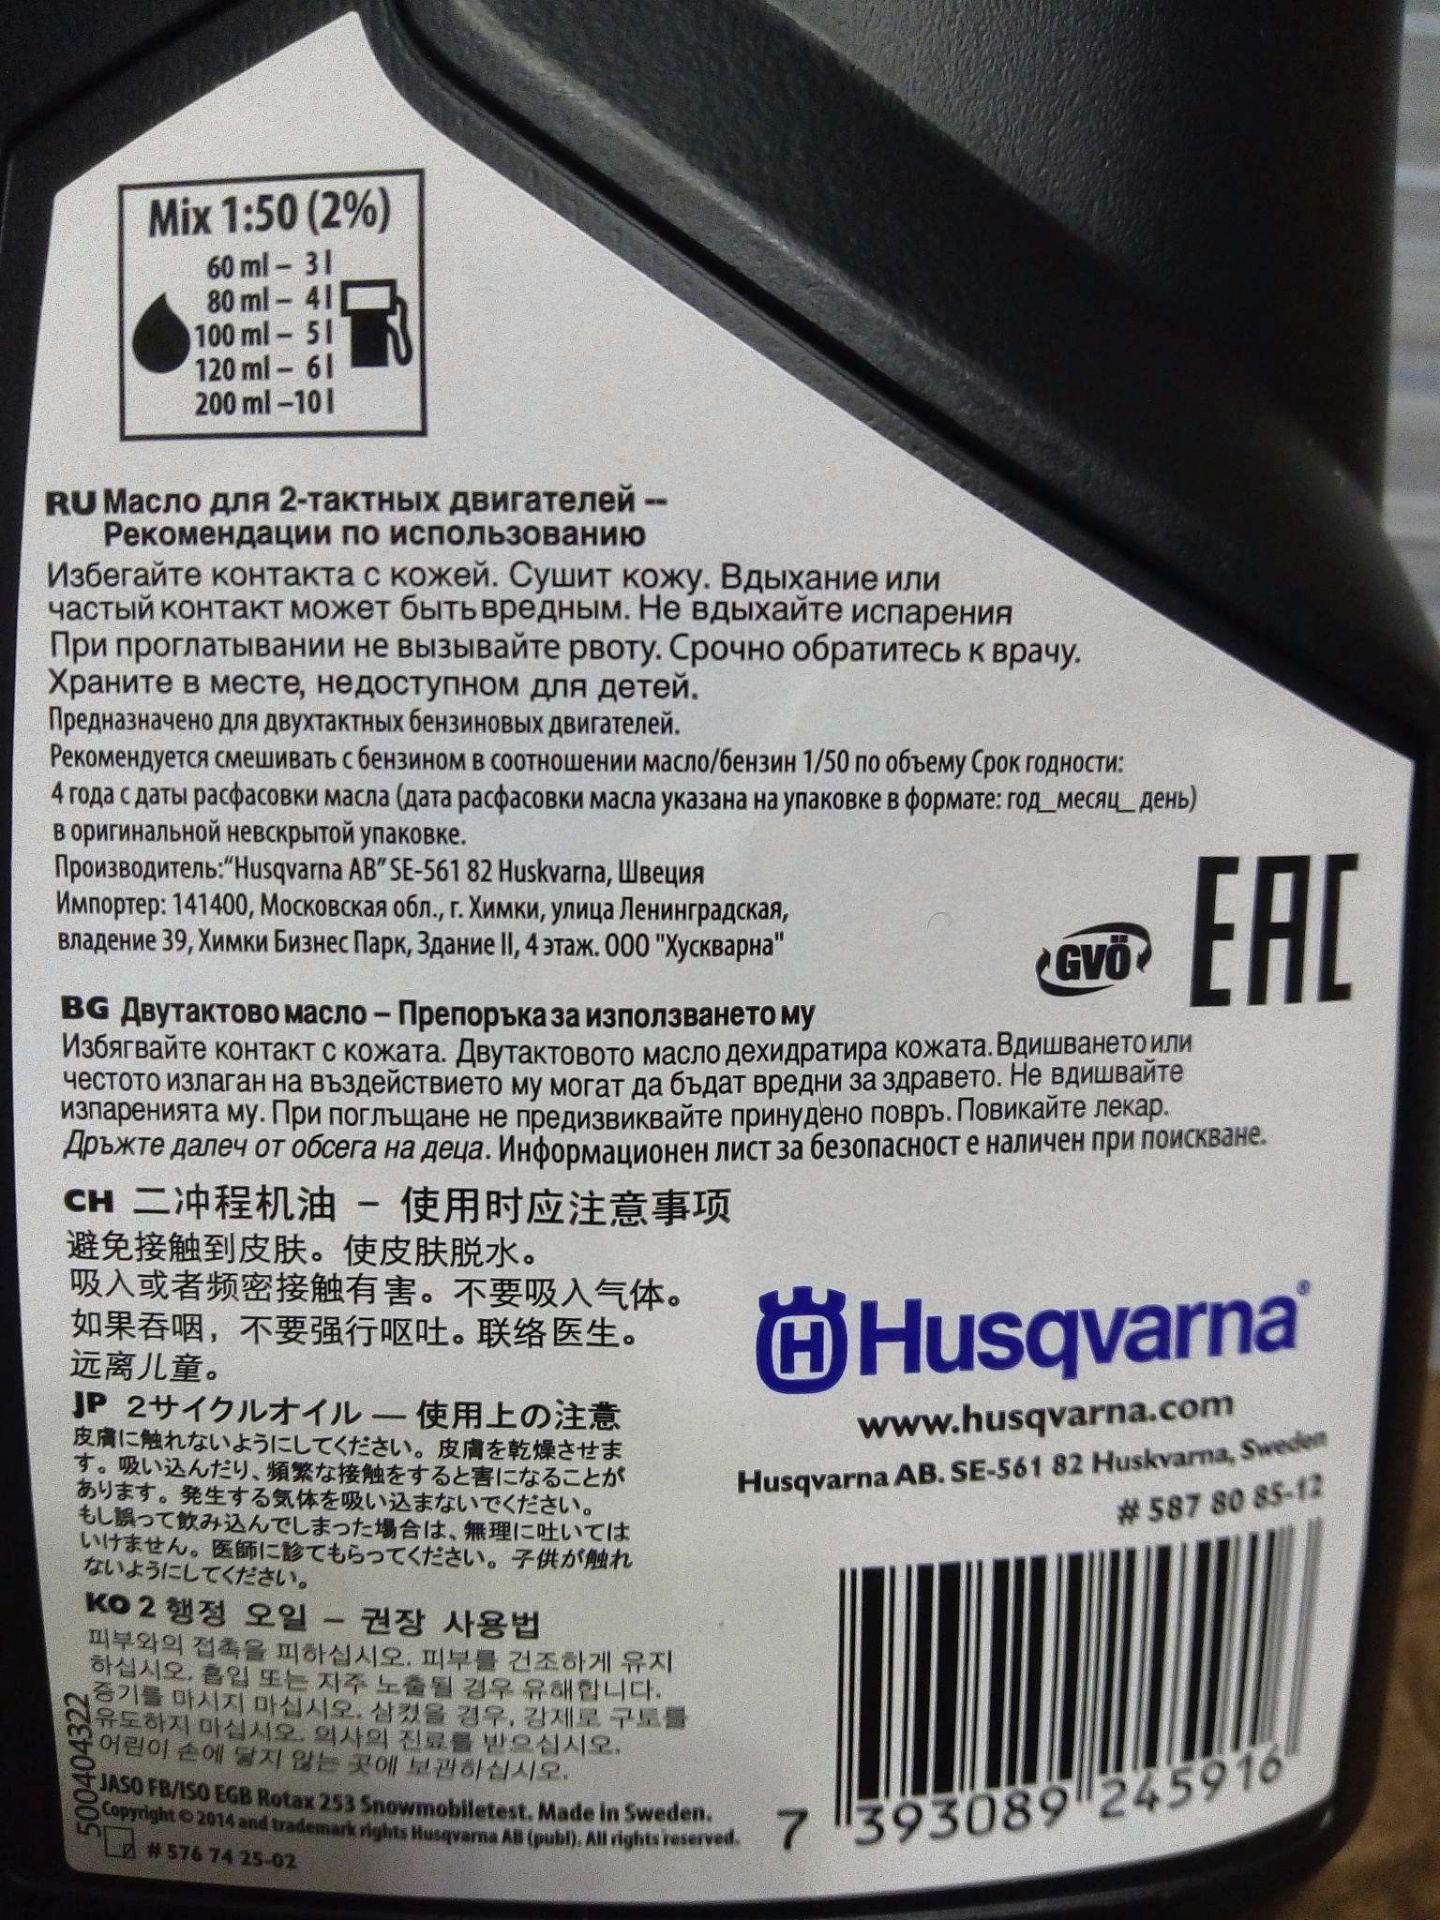 Mix 1:50 (2%)
60 ml – 3 l
80 ml – 4 l
100 ml – 5 l
120 ml – 6 l
200 ml –10 l
RU Масло для 2-тактных двигателей --
Рекомендации по использованию
Избегайте контакта с кожей. Сушит кожу. Вдыхание или
частый контакт может быть вредным. Не вдыхайте испарения
При проглатывании не вызывайте рвоту. Срочно обратитесь к врачу.
Храните в месте, недоступном для детей.
Предназначено для двухтактных бензиновых двигателей.
Рекомендуется смешивать с бензином в соотношении масло/бензин 1/50 по объему Срок годности:
4 года с даты расфасовки масла (дата расфасовки масла указана на упаковке в формате: год_месяц_ день)
в оригинальной невскрытой упаковке.
Производитель:“Husqvarna AB” SE-561 82 Huskvarna, Швеция
Импортер: 141400, Московская обл., г. Химки, улица Ленинградская,
владение 39, Химки Бизнес Парк, Здание II, 4 этаж. ООО "Хускварна"
GVÖ
EAC
BG Двутактово масло – Препоръка за използването му
Избягвайте контакт с кожата. Двутактовото масло дехидратира кожата. Вдишването или
честото излаган на въздействието му могат да бъдат вредни за здравето. Не вдишвайте
изпаренията му. При поглъщане не предизвиквайте принудено повръ. Повикайте лекар.
Дръжте далеч от обсега на деца. Информационен лист за безопасност е наличен при поискване.
CH 二冲程机油 – 使用时应注意事项
避免接触到皮肤。使皮肤脱水。
吸入或者频密接触有害。不要吸入气体。
如果吞咽，不要强行呕吐。联络医生。
远离儿童。
JP 2サイクルオイル — 使用上の注意
皮膚に触れないようにしてください。皮膚を乾燥させま
す。吸い込んだり、頻繁な接触をすると害になることが
あります。発生する気体を吸い込まないでください。
もし誤って飲み込んでしまった場合は、無理に吐いては
いけません。医師に診てもらってください。子供が触れ
ないようにしてください。
KO 2 행정 오일 – 권장 사용법
피부와의 접촉을 피하십시오. 피부를 건조하게 유지
하십시오. 흡입 또는 자주 노출될 경우 유해합니다.
증기를 마시지 마십시오. 삼켰을 경우, 강제로 구토를
유도하지 마십시오. 의사의 진료를 받으십시오.
어린이 손에 닿지 않는 곳에 보관하십시오.
JASO FB/ISO EGB Rotax 253 Snowmobiletest. Made in Sweden.
Copyright © 2014 and trademark rights Husqvarna AB (publ). All rights reserved.
# 576 74 25-02
500404322
H Husqvarna®
www.husqvarna.com
Husqvarna AB. SE-561 82 Huskvarna, Sweden
# 587 80 85-12
7 393089 245916